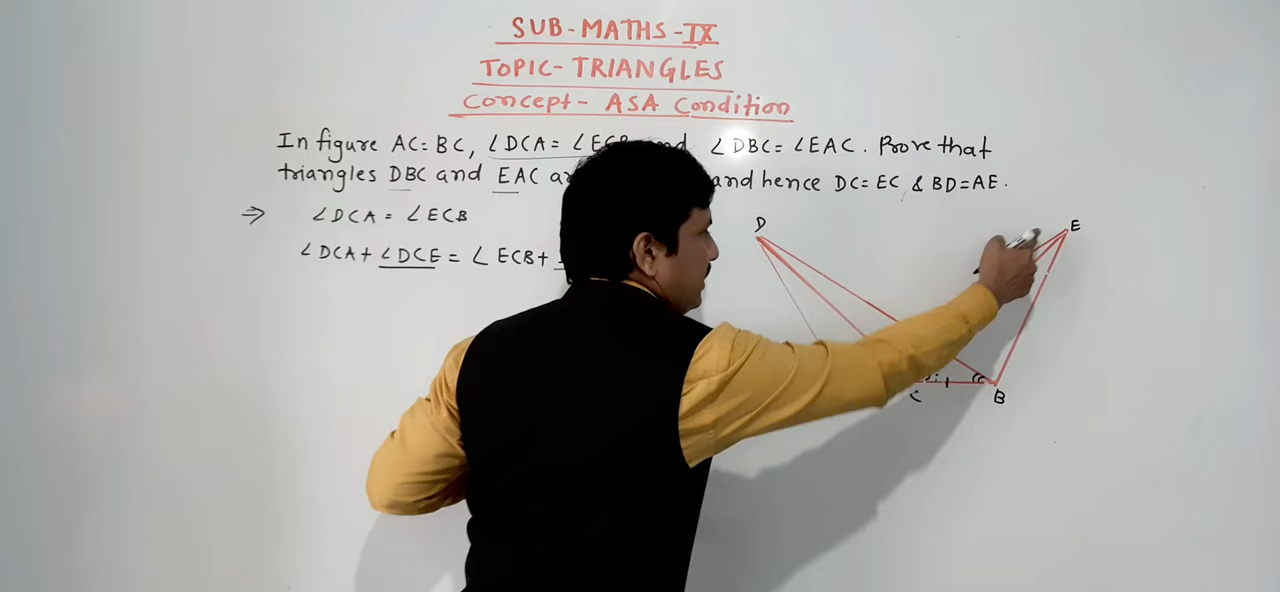 SUB-MATHS-IX
TOPIC-TRIANGLES
Concept- ASA Condition
In figure AC=BC, ∠DCA=∠ECB and ∠DBC=∠EAC. Prove that
triangles DBC and EAC and hence DC=EC & BD=AE.
⇒ ∠DCA=∠ECB
∠DCA+∠DCE=∠ECB+
D
E
C
B